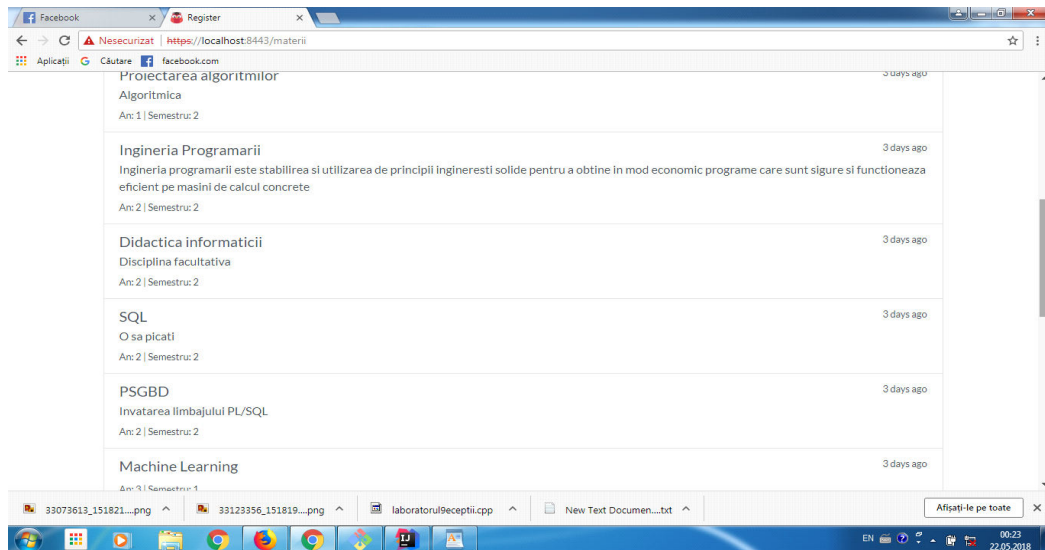 Facebook
Register
Nesecurizat | https://localhost:8443/materii
Aplicații Căutare facebook.com
Proiectarea algoritmilor 3 days ago
Algoritmica
An: 1 | Semestru: 2
Ingineria Programarii 3 days ago
Ingineria programarii este stabilirea si utilizarea de principii ingineresti solide pentru a obtine in mod economic programe care sunt sigure si functioneaza
eficient pe masini de calcul concrete
An: 2 | Semestru: 2
Didactica informaticii 3 days ago
Disciplina facultativa
An: 2 | Semestru: 2
SQL 3 days ago
O sa picati
An: 2 | Semestru: 2
PSGBD 3 days ago
Invatarea limbajului PL/SQL
An: 2 | Semestru: 2
Machine Learning 3 days ago
An: 3 | Semestru: 1
33073613_151821....png 33123356_151819....png laboratorul9eceptii.cpp New Text Documen....txt Afișați-le pe toate
EN 00:23
22.05.2018